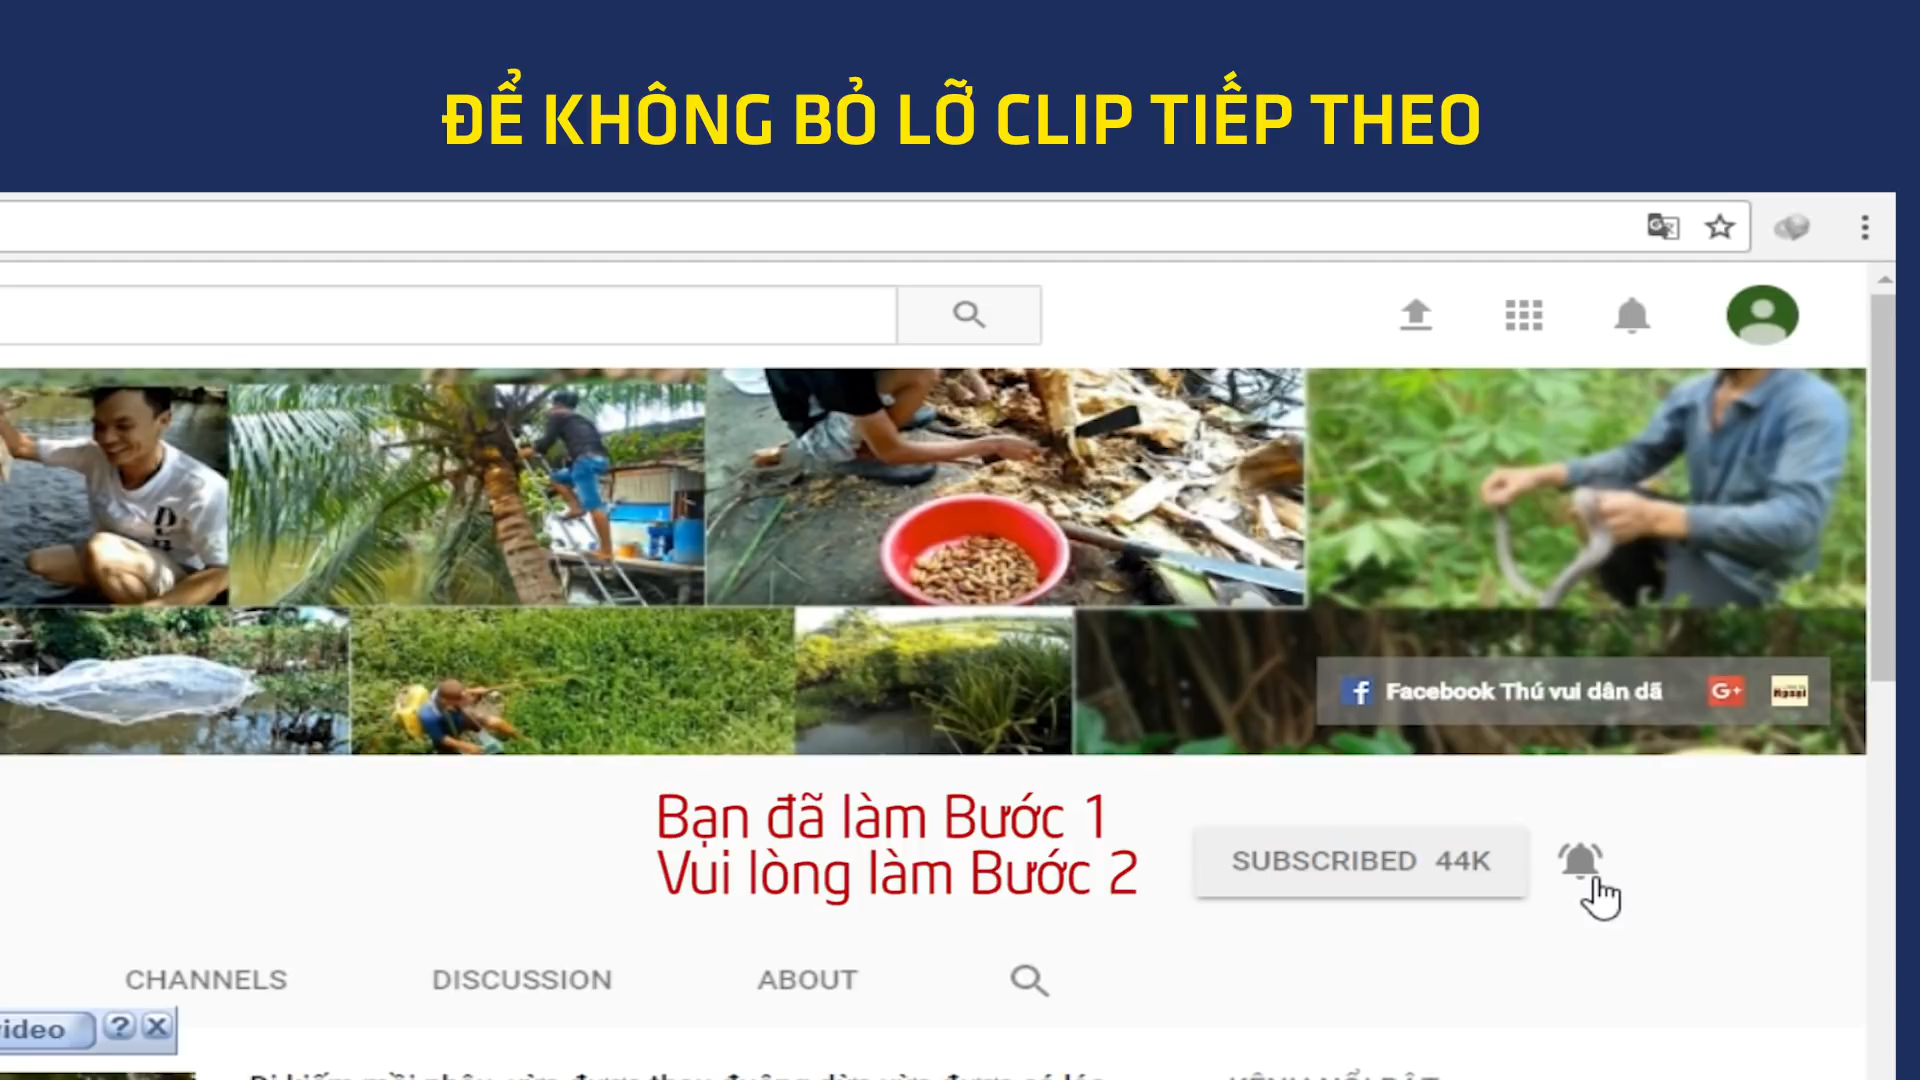 ĐỂ KHÔNG BỎ LỠ CLIP TIẾP THEO
Facebook Thú vui dân dã
G+
Bạn đã làm Bước 1
Vui lòng làm Bước 2
SUBSCRIBED 44K
CHANNELS DISCUSSION ABOUT
video